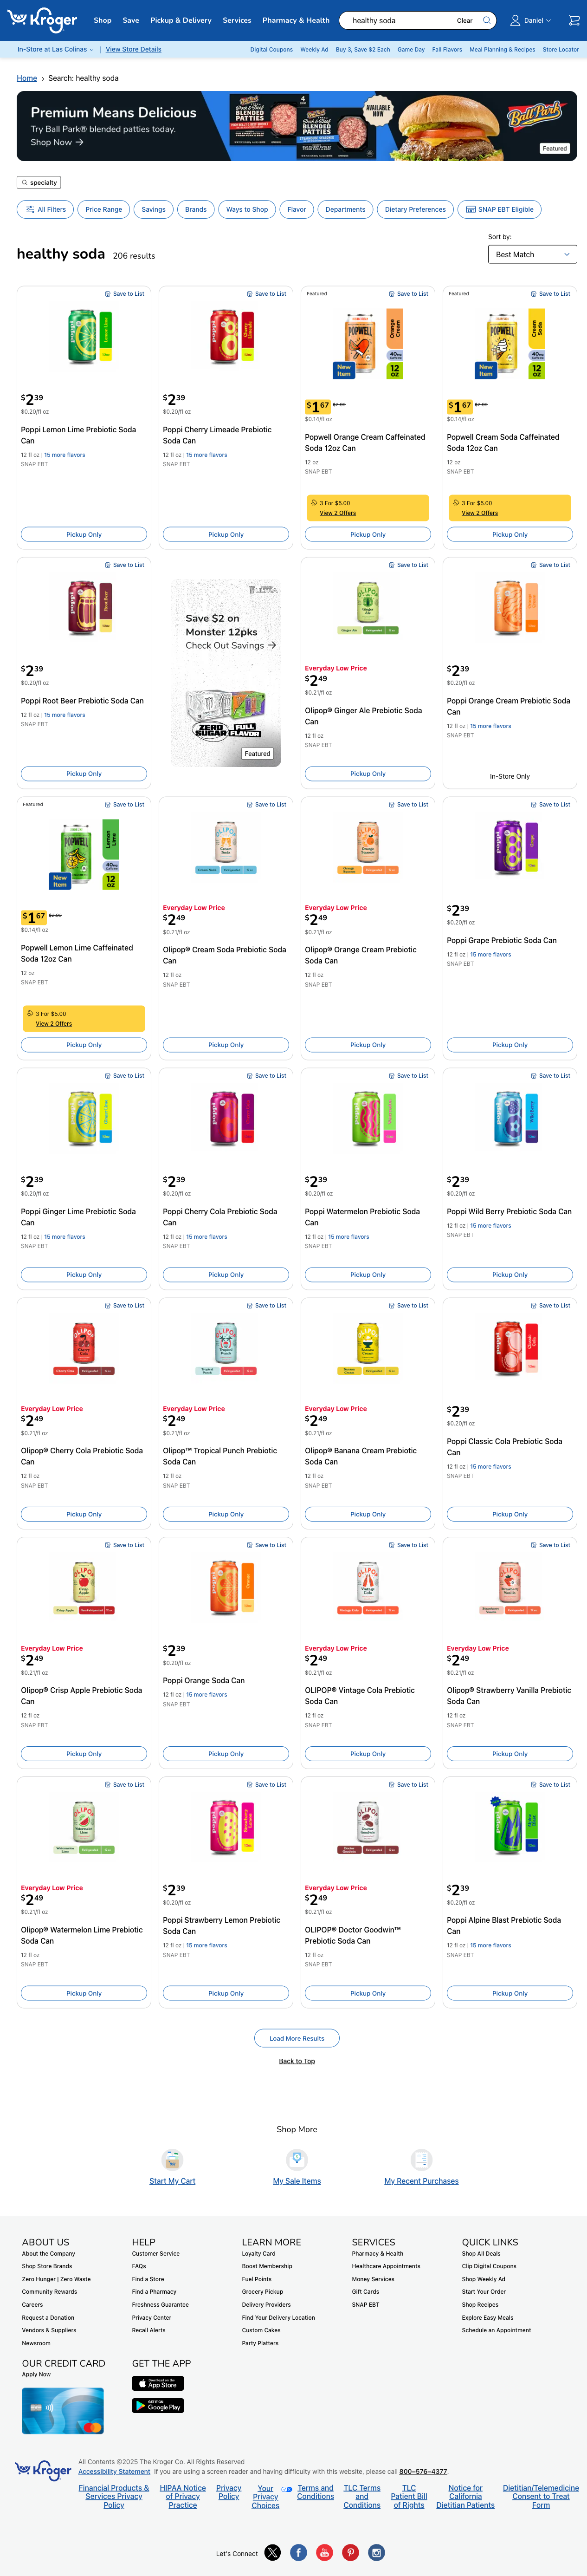 Kroger
Shop Save Pickup & Delivery Services Pharmacy & Health
healthy soda Clear
Daniel
In-Store at Las Colinas | View Store Details
Digital Coupons Weekly Ad Buy 3, Save $2 Each Game Day Fall Flavors Meal Planning & Recipes Store Locator
Home > Search: healthy soda
Premium Means Delicious
Try Ball Park® blended patties today.
Shop Now →
AVAILABLE NOW
Ball Park
Featured
specialty
All Filters Price Range Savings Brands Ways to Shop Flavor Departments Dietary Preferences SNAP EBT Eligible
healthy soda 206 results
Sort by:
Best Match
Save to List
$2 39
$0.20/fl oz
Poppi Lemon Lime Prebiotic Soda
Can
12 fl oz | 15 more flavors
SNAP EBT
Pickup Only
Save to List
$2 39
$0.20/fl oz
Poppi Cherry Limeade Prebiotic
Soda Can
12 fl oz | 15 more flavors
SNAP EBT
Pickup Only
Featured
Save to List
POPWELL
Orange Cream
New Item
40mg
12 OZ
$1 67 $2.99
$0.14/fl oz
Popwell Orange Cream Caffeinated
Soda 12oz Can
12 oz
SNAP EBT
3 For $5.00
View 2 Offers
Pickup Only
Featured
Save to List
POPWELL
Cream Soda
New Item
40mg
12 OZ
$1 67 $2.99
$0.14/fl oz
Popwell Cream Soda Caffeinated
Soda 12oz Can
12 oz
SNAP EBT
3 For $5.00
View 2 Offers
Pickup Only
Save to List
$2 39
$0.20/fl oz
Poppi Root Beer Prebiotic Soda Can
12 fl oz | 15 more flavors
SNAP EBT
Pickup Only
ULTRA
Save $2 on
Monster 12pks
Check Out Savings →
ZERO SUGAR FULL FLAVOR
Featured
Save to List
Everyday Low Price
$2 49
$0.21/fl oz
Olipop® Ginger Ale Prebiotic Soda
Can
12 fl oz
SNAP EBT
Pickup Only
Save to List
$2 39
$0.20/fl oz
Poppi Orange Cream Prebiotic Soda
Can
12 fl oz | 15 more flavors
SNAP EBT
In-Store Only
Featured
Save to List
POPWELL
Lemon Lime
New Item
40mg
12 OZ
$1 67 $2.99
$0.14/fl oz
Popwell Lemon Lime Caffeinated
Soda 12oz Can
12 oz
SNAP EBT
3 For $5.00
View 2 Offers
Pickup Only
Save to List
Everyday Low Price
$2 49
$0.21/fl oz
Olipop® Cream Soda Prebiotic Soda
Can
12 fl oz
SNAP EBT
Pickup Only
Save to List
Everyday Low Price
$2 49
$0.21/fl oz
Olipop® Orange Cream Prebiotic
Soda Can
12 fl oz
SNAP EBT
Pickup Only
Save to List
$2 39
$0.20/fl oz
Poppi Grape Prebiotic Soda Can
12 fl oz | 15 more flavors
SNAP EBT
Pickup Only
Save to List
$2 39
$0.20/fl oz
Poppi Ginger Lime Prebiotic Soda
Can
12 fl oz | 15 more flavors
SNAP EBT
Pickup Only
Save to List
$2 39
$0.20/fl oz
Poppi Cherry Cola Prebiotic Soda
Can
12 fl oz | 15 more flavors
SNAP EBT
Pickup Only
Save to List
$2 39
$0.20/fl oz
Poppi Watermelon Prebiotic Soda
Can
12 fl oz | 15 more flavors
SNAP EBT
Pickup Only
Save to List
$2 39
$0.20/fl oz
Poppi Wild Berry Prebiotic Soda Can
12 fl oz | 15 more flavors
SNAP EBT
Pickup Only
Save to List
Everyday Low Price
$2 49
$0.21/fl oz
Olipop® Cherry Cola Prebiotic Soda
Can
12 fl oz
SNAP EBT
Pickup Only
Save to List
Everyday Low Price
$2 49
$0.21/fl oz
Olipop™ Tropical Punch Prebiotic
Soda Can
12 fl oz
SNAP EBT
Pickup Only
Save to List
Everyday Low Price
$2 49
$0.21/fl oz
Olipop® Banana Cream Prebiotic
Soda Can
12 fl oz
SNAP EBT
Pickup Only
Save to List
$2 39
$0.20/fl oz
Poppi Classic Cola Prebiotic Soda
Can
12 fl oz | 15 more flavors
SNAP EBT
Pickup Only
Save to List
Everyday Low Price
$2 49
$0.21/fl oz
Olipop® Crisp Apple Prebiotic Soda
Can
12 fl oz
SNAP EBT
Pickup Only
Save to List
$2 39
$0.20/fl oz
Poppi Orange Soda Can
12 fl oz | 15 more flavors
SNAP EBT
Pickup Only
Save to List
Everyday Low Price
$2 49
$0.21/fl oz
OLIPOP® Vintage Cola Prebiotic
Soda Can
12 fl oz
SNAP EBT
Pickup Only
Save to List
Everyday Low Price
$2 49
$0.21/fl oz
Olipop® Strawberry Vanilla Prebiotic
Soda Can
12 fl oz
SNAP EBT
Pickup Only
Save to List
Everyday Low Price
$2 49
$0.21/fl oz
Olipop® Watermelon Lime Prebiotic
Soda Can
12 fl oz
SNAP EBT
Pickup Only
Save to List
$2 39
$0.20/fl oz
Poppi Strawberry Lemon Prebiotic
Soda Can
12 fl oz | 15 more flavors
SNAP EBT
Pickup Only
Save to List
Everyday Low Price
$2 49
$0.21/fl oz
OLIPOP® Doctor Goodwin™
Prebiotic Soda Can
12 fl oz
SNAP EBT
Pickup Only
Save to List
$2 39
$0.20/fl oz
Poppi Alpine Blast Prebiotic Soda
Can
12 fl oz | 15 more flavors
SNAP EBT
Pickup Only
Load More Results
Back to Top
Shop More
Start My Cart My Sale Items My Recent Purchases
ABOUT US
About the Company
Shop Store Brands
Zero Hunger | Zero Waste
Community Rewards
Careers
Request a Donation
Vendors & Suppliers
Newsroom
HELP
Customer Service
FAQs
Find a Store
Find a Pharmacy
Freshness Guarantee
Privacy Center
Recall Alerts
LEARN MORE
Loyalty Card
Boost Membership
Fuel Points
Grocery Pickup
Delivery Providers
Find Your Delivery Location
Custom Cakes
Party Platters
SERVICES
Pharmacy & Health
Healthcare Appointments
Money Services
Gift Cards
SNAP EBT
QUICK LINKS
Shop All Deals
Clip Digital Coupons
Shop Weekly Ad
Start Your Order
Shop Recipes
Explore Easy Meals
Schedule an Appointment
OUR CREDIT CARD
Apply Now
GET THE APP
Download on the App Store
GET IT ON Google Play
Kroger
All Contents ©2025 The Kroger Co. All Rights Reserved
Accessibility Statement If you are using a screen reader and having difficulty with this website, please call 800-576-4377.
Financial Products & Services Privacy Policy
HIPAA Notice of Privacy Practice
Privacy Policy
Your Privacy Choices
Terms and Conditions
TLC Terms and Conditions
TLC Patient Bill of Rights
Notice for California Dietitian Patients
Dietitian/Telemedicine Consent to Treat Form
Let's Connect